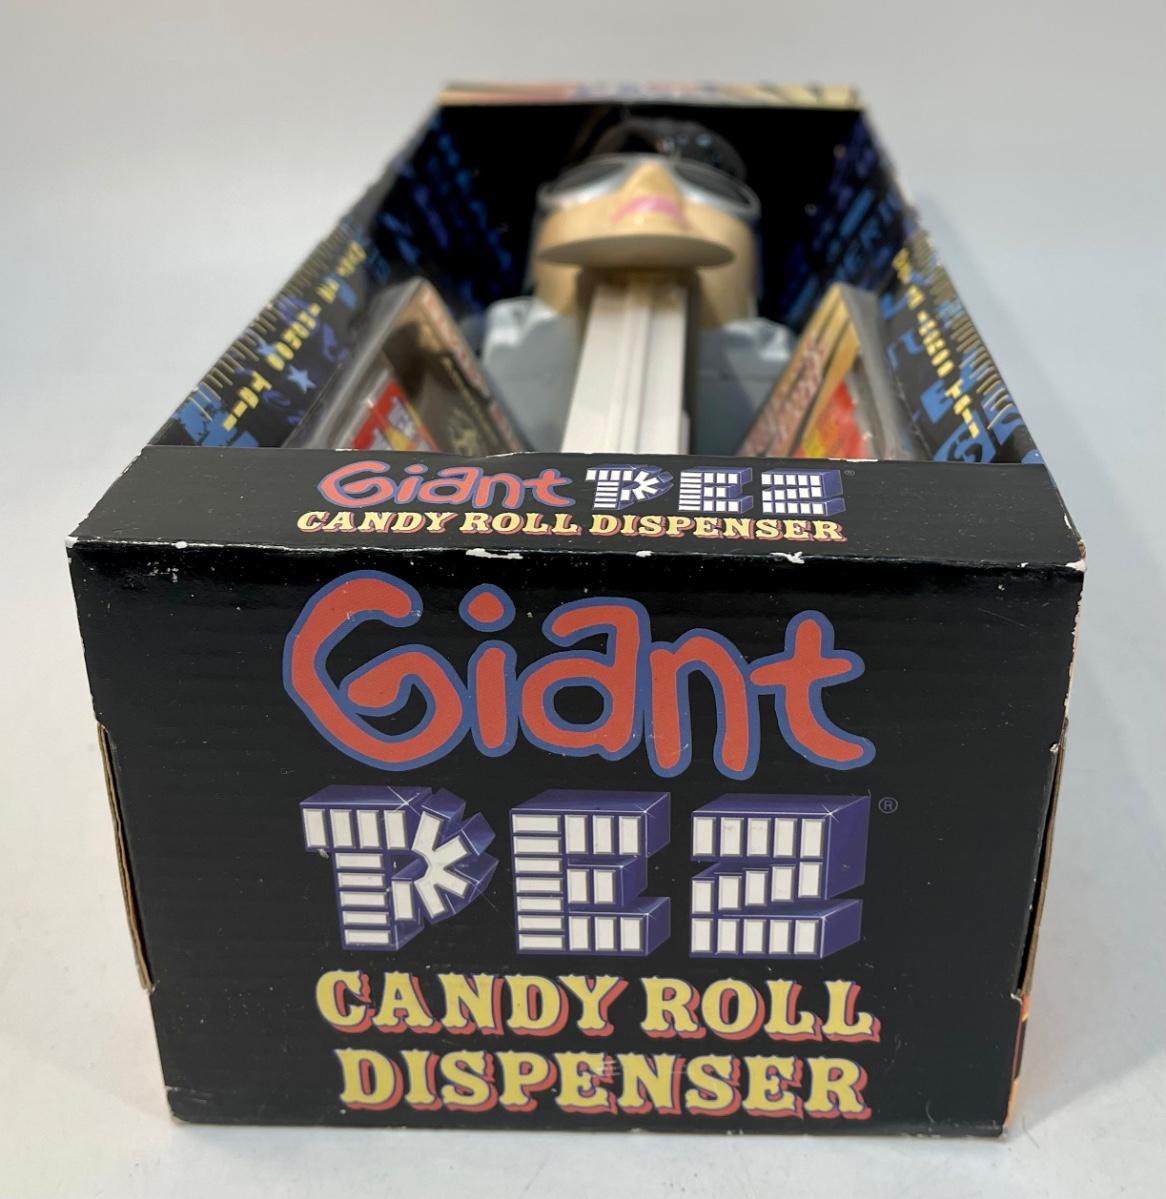 Giant PEZ®
CANDY ROLL DISPENSER
Giant
PEZ®
CANDY ROLL
DISPENSER